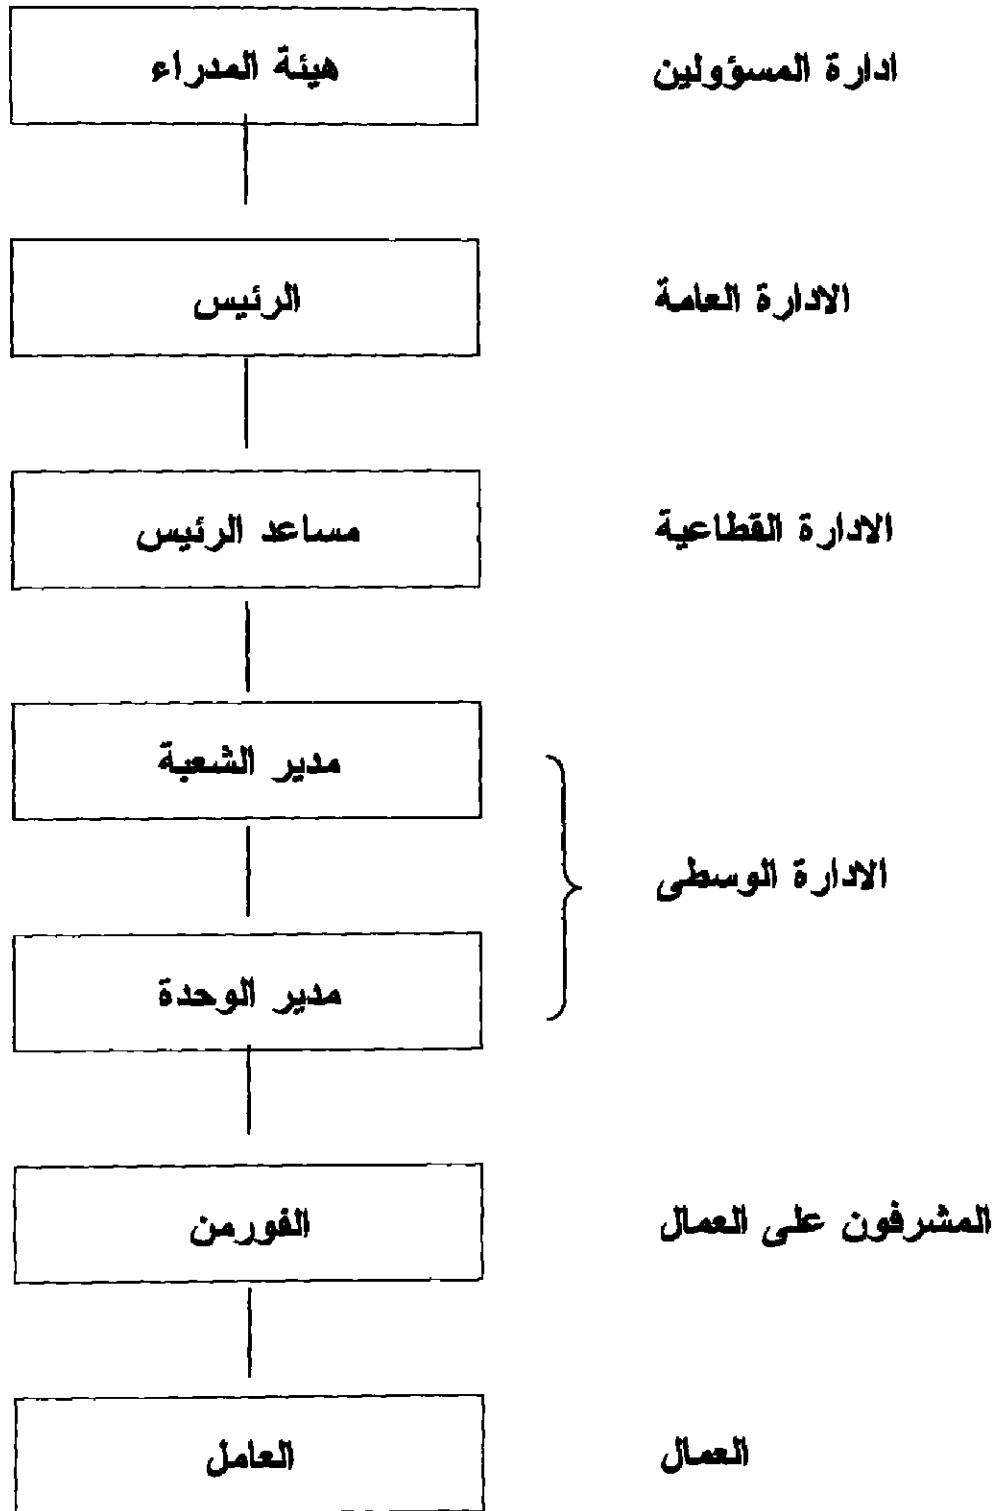 ادارة المسؤولين
هيئة المدراء
الادارة العامة
الرئيس
الادارة القطاعية
مساعد الرئيس
مدير الشعبة
الادارة الوسطى
مدير الوحدة
المشرفون على العمال
الفورمن
العمال
العامل